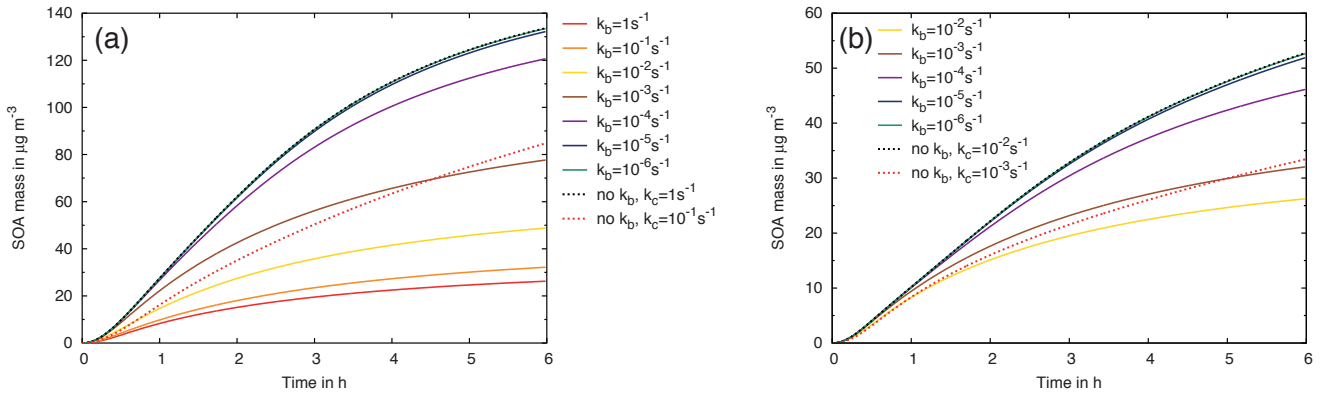 (a)
SOA mass in µg m⁻³
140
120
100
80
60
40
20
0
0 1 2 3 4 5 6
Time in h
k_b=1s⁻¹
k_b=10⁻¹s⁻¹
k_b=10⁻²s⁻¹
k_b=10⁻³s⁻¹
k_b=10⁻⁴s⁻¹
k_b=10⁻⁵s⁻¹
k_b=10⁻⁶s⁻¹
no k_b, k_c=1s⁻¹
no k_b, k_c=10⁻¹s⁻¹
(b)
SOA mass in µg m⁻³
60
50
40
30
20
10
0
0 1 2 3 4 5 6
Time in h
k_b=10⁻²s⁻¹
k_b=10⁻³s⁻¹
k_b=10⁻⁴s⁻¹
k_b=10⁻⁵s⁻¹
k_b=10⁻⁶s⁻¹
no k_b, k_c=10⁻²s⁻¹
no k_b, k_c=10⁻³s⁻¹